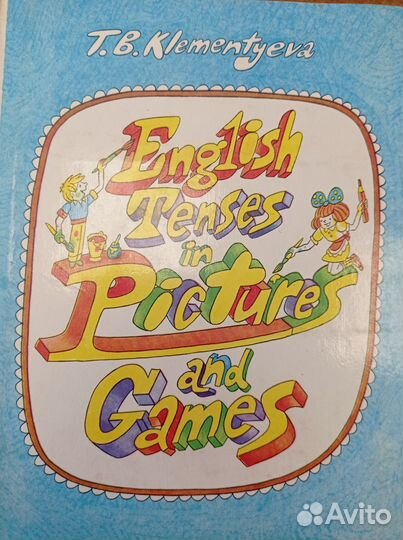 T.B. Klementyeva
English
Tenses
in
Pictures
and
Games
Avito